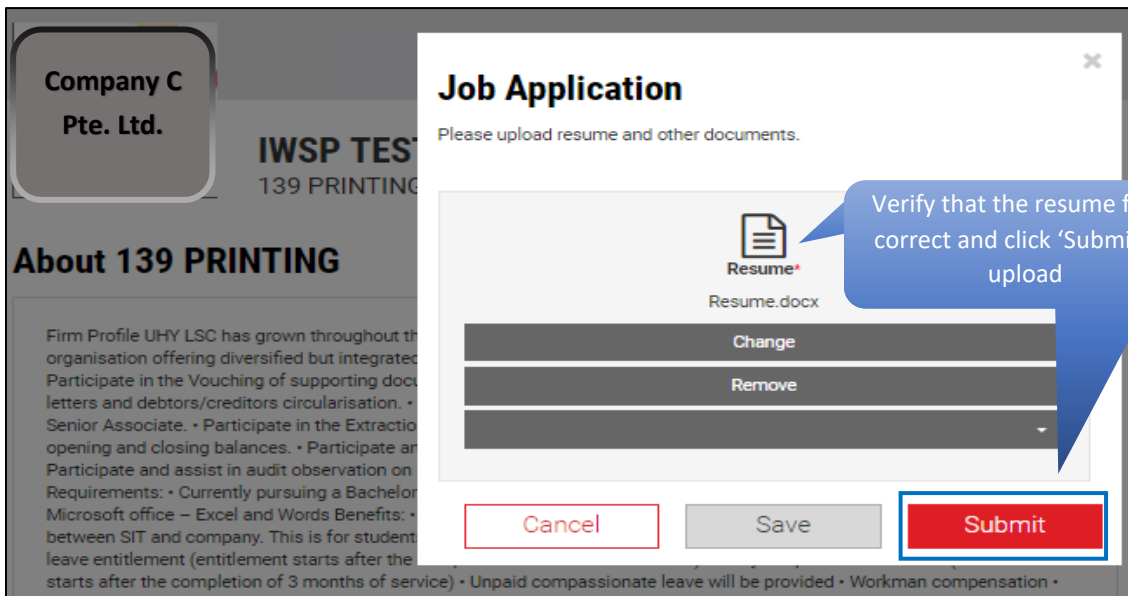 Company C
Pte. Ltd.
IWSP TES
139 PRINTING
About 139 PRINTING
Firm Profile UHY LSC has grown throughout th
organisation offering diversified but integrated
Participate in the Vouching of supporting docu
letters and debtors/creditors circularisation. •
Senior Associate. • Participate in the Extractio
opening and closing balances. • Participate an
Participate and assist in audit observation on
Requirements: • Currently pursuing a Bachelor
Microsoft office – Excel and Words Benefits: •
between SIT and company. This is for student
leave entitlement (entitlement starts after the
starts after the completion of 3 months of service) • Unpaid compassionate leave will be provided • Workman compensation •
×
Job Application
Please upload resume and other documents.
Resume*
Resume.docx
Change
Remove
Cancel
Save
Submit
Verify that the resume f
correct and click ‘Submi
upload